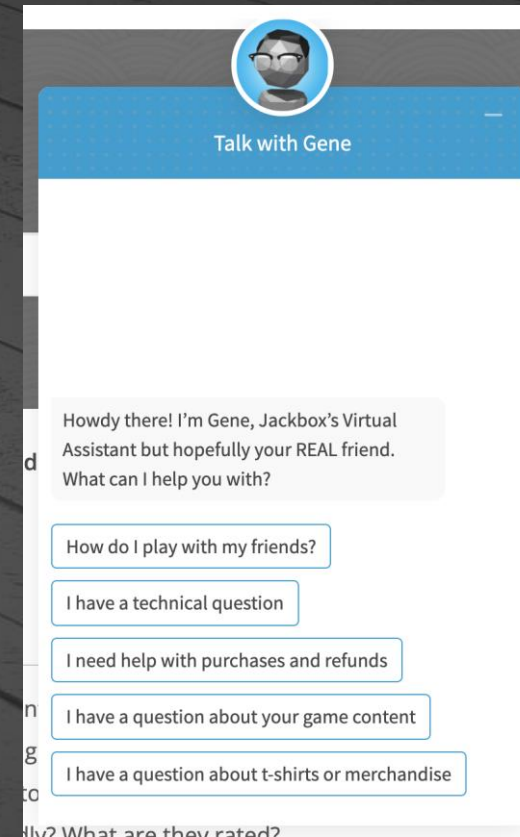 Talk with Gene
Howdy there! I'm Gene, Jackbox's Virtual
Assistant but hopefully your REAL friend.
What can I help you with?
d
How do I play with my friends?
I have a technical question
I need help with purchases and refunds
n
I have a question about your game content
g
I have a question about t-shirts or merchandise
to
dly? What are they rated?